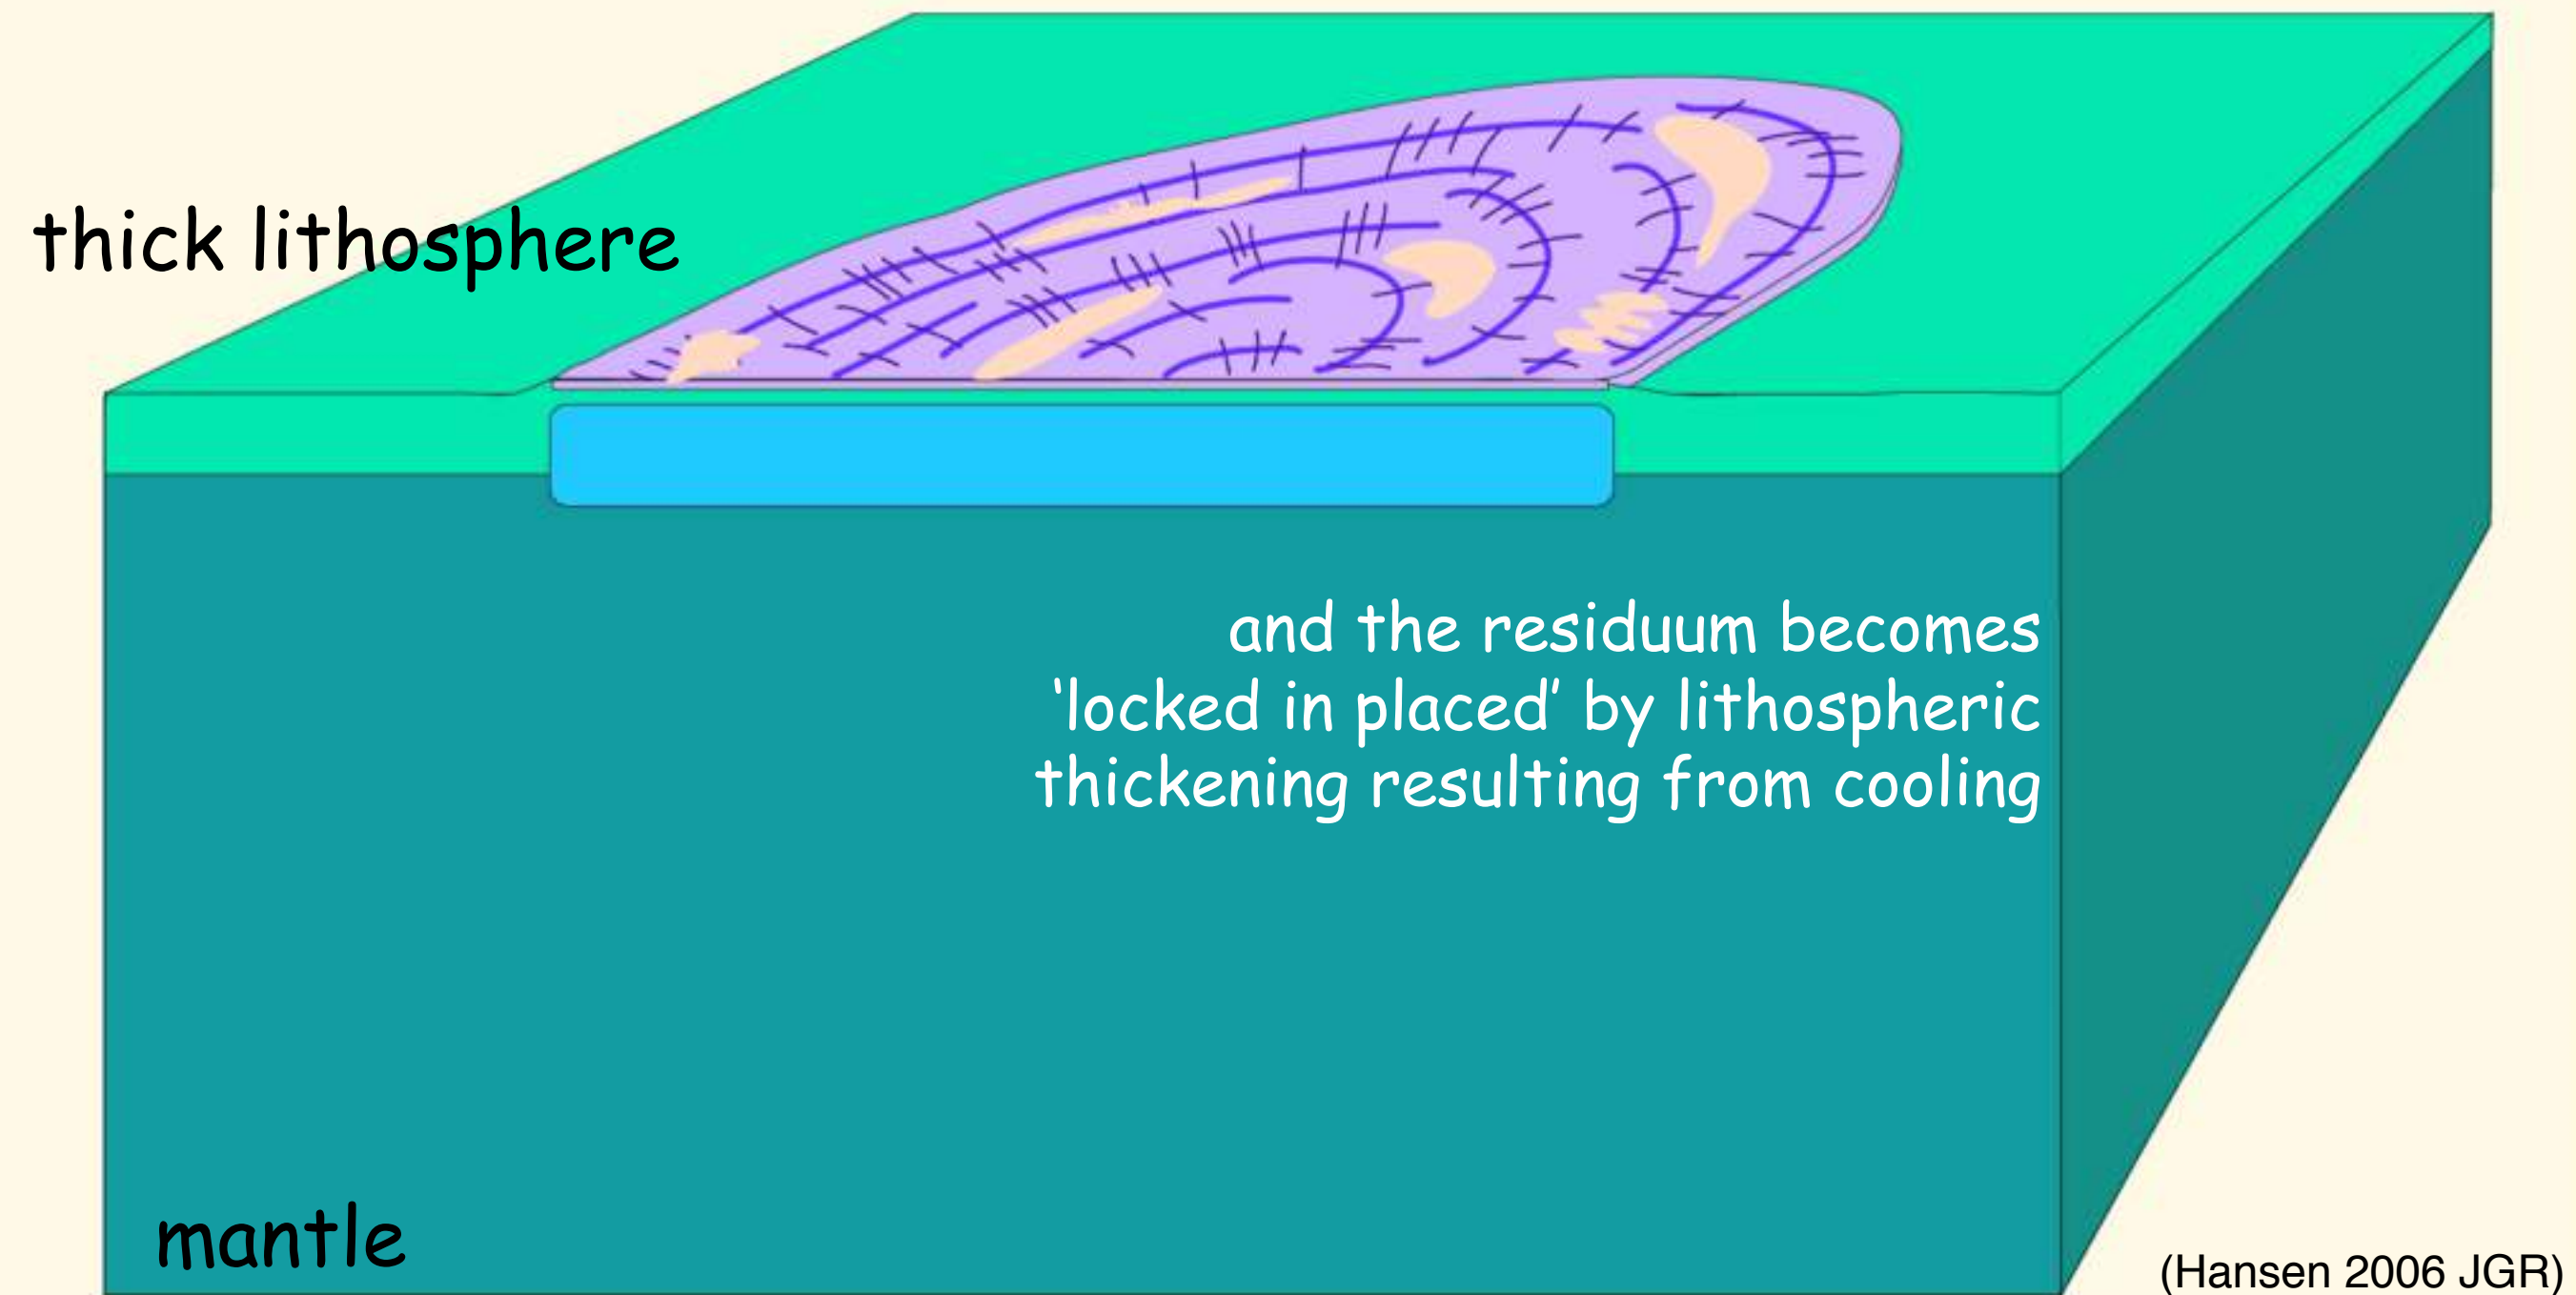 thick lithosphere
and the residuum becomes
‘locked in placed’ by lithospheric
thickening resulting from cooling
mantle
(Hansen 2006 JGR)